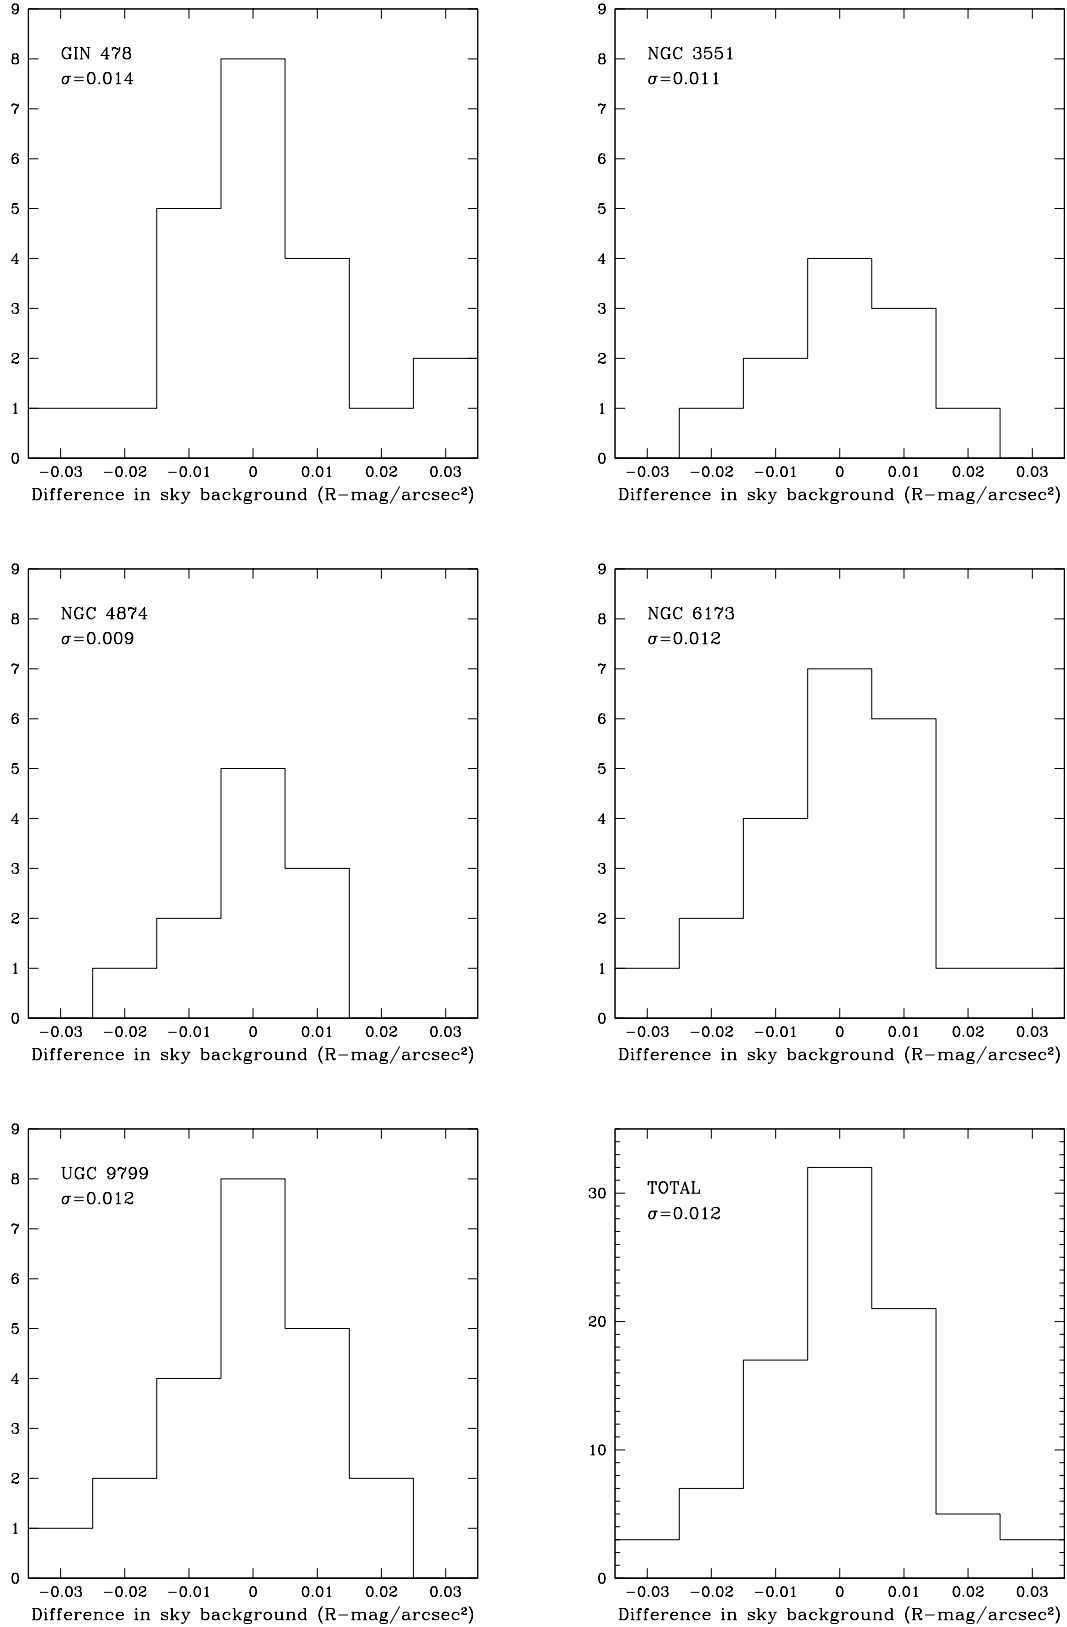 9
8
7
6
5
4
3
2
1
0
GIN 478
σ=0.014
−0.03 −0.02 −0.01 0 0.01 0.02 0.03
Difference in sky background (R−mag/arcsec²)
9
8
7
6
5
4
3
2
1
0
NGC 3551
σ=0.011
−0.03 −0.02 −0.01 0 0.01 0.02 0.03
Difference in sky background (R−mag/arcsec²)
9
8
7
6
5
4
3
2
1
0
NGC 4874
σ=0.009
−0.03 −0.02 −0.01 0 0.01 0.02 0.03
Difference in sky background (R−mag/arcsec²)
9
8
7
6
5
4
3
2
1
0
NGC 6173
σ=0.012
−0.03 −0.02 −0.01 0 0.01 0.02 0.03
Difference in sky background (R−mag/arcsec²)
9
8
7
6
5
4
3
2
1
0
UGC 9799
σ=0.012
−0.03 −0.02 −0.01 0 0.01 0.02 0.03
Difference in sky background (R−mag/arcsec²)
30
20
10
0
TOTAL
σ=0.012
−0.03 −0.02 −0.01 0 0.01 0.02 0.03
Difference in sky background (R−mag/arcsec²)